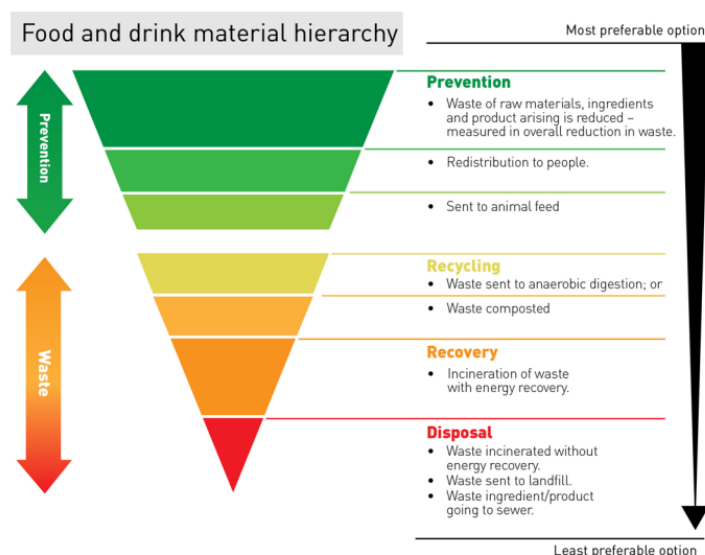 Food and drink material hierarchy
Most preferable option
Prevention
Prevention
• Waste of raw materials, ingredients
and product arising is reduced –
measured in overall reduction in waste.
• Redistribution to people.
• Sent to animal feed
Waste
Recycling
• Waste sent to anaerobic digestion; or
• Waste composted
Recovery
• Incineration of waste
with energy recovery.
Disposal
• Waste incinerated without
energy recovery.
• Waste sent to landfill.
• Waste ingredient/product
going to sewer.
Least preferable option